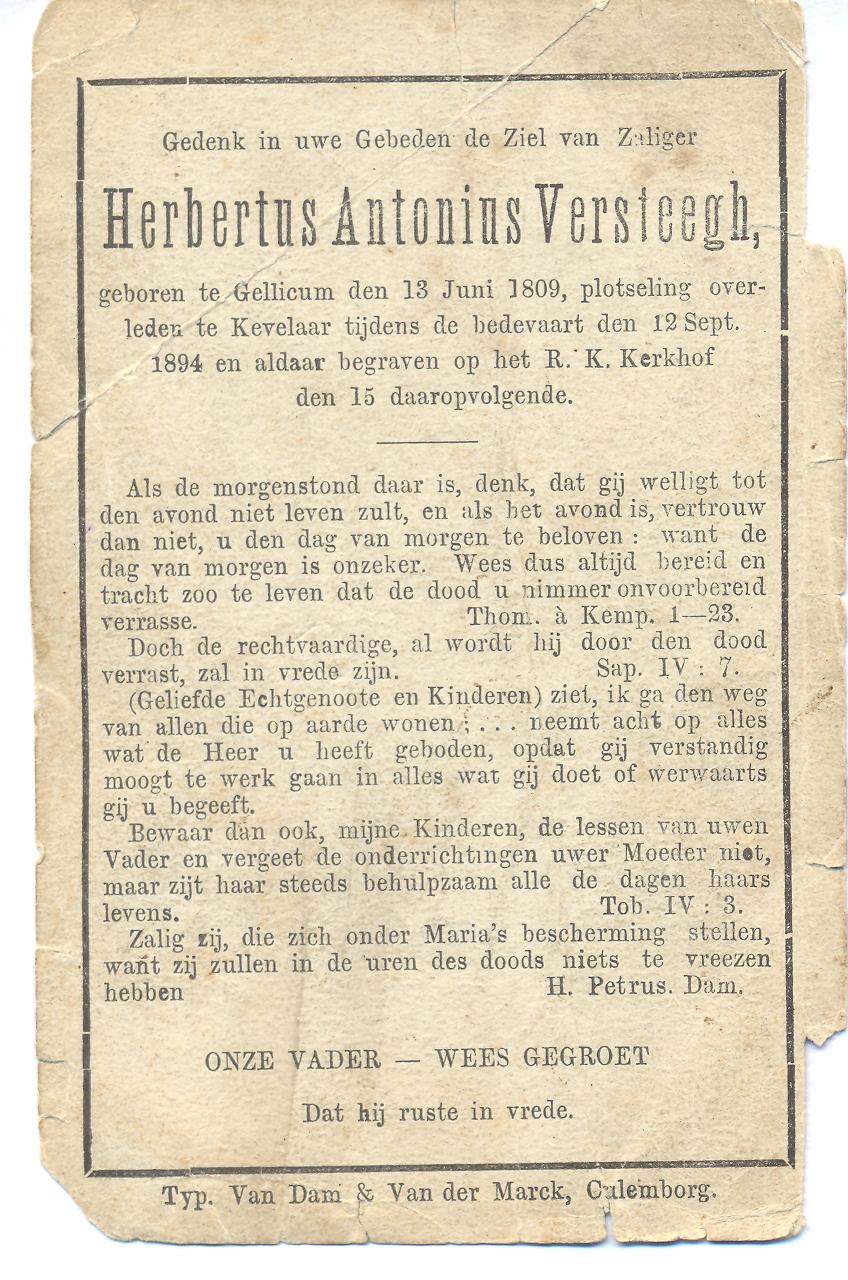 Gedenk in uwe Gebeden de Ziel van Zaliger
Herbertus Antonius Versteegh,
geboren te Gellicum den 13 Juni 1809, plotseling over-
leden te Kevelaar tijdens de bedevaart den 12 Sept.
1894 en aldaar begraven op het R. K. Kerkhof
den 15 daaropvolgende.
Als de morgenstond daar is, denk, dat gij welligt tot
den avond niet leven zult, en als het avond is, vertrouw
dan niet, u den dag van morgen te beloven : want de
dag van morgen is onzeker. Wees dus altijd bereid en
tracht zoo te leven dat de dood u nimmer onvoorbereid
verrasse. Thom. à Kemp. 1—23.
Doch de rechtvaardige, al wordt hij door den dood
verrast, zal in vrede zijn. Sap. IV : 7.
(Geliefde Echtgenoote en Kinderen) ziet, ik ga den weg
van allen die op aarde wonen ; . . . neemt acht op alles
wat de Heer u heeft geboden, opdat gij verstandig
moogt te werk gaan in alles wat gij doet of werwaarts
gij u begeeft.
Bewaar dan ook, mijne Kinderen, de lessen van uwen
Vader en vergeet de onderrichtingen uwer Moeder niet,
maar zijt haar steeds behulpzaam alle de dagen haars
levens. Tob. IV : 3.
Zalig zij, die zich onder Maria's bescherming stellen,
want zij zullen in de uren des doods niets te vreezen
hebben H. Petrus. Dam.
ONZE VADER — WEES GEGROET
Dat hij ruste in vrede.
Typ. Van Dam & Van der Marck, Culemborg.